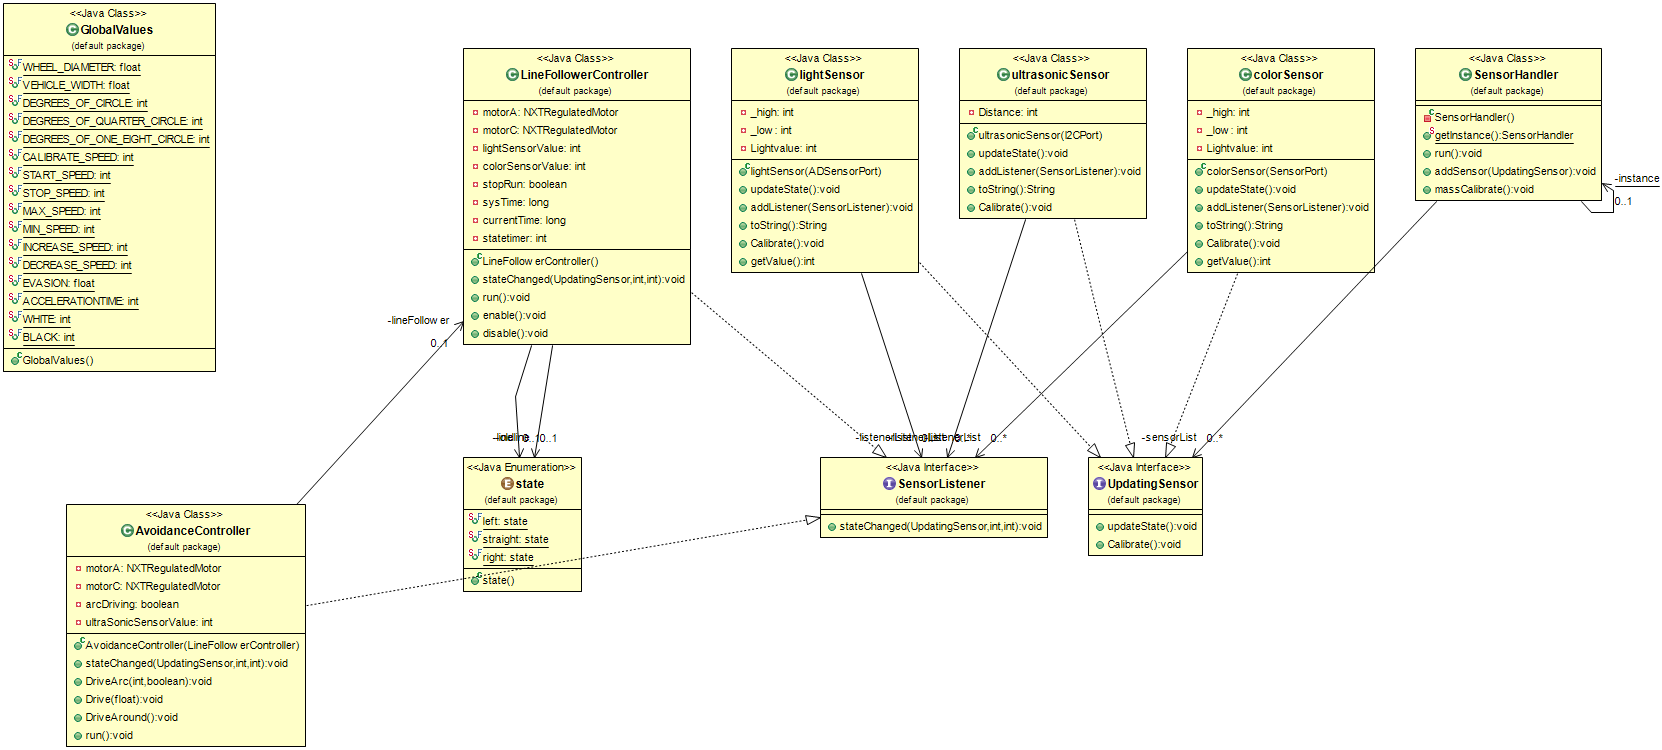 <<Java Class>>
GlobalValues
(default package)
WHEEL_DIAMETER: float
VEHICLE_WIDTH: float
DEGREES_OF_CIRCLE: int
DEGREES_OF_QUARTER_CIRCLE: int
DEGREES_OF_ONE_EIGHT_CIRCLE: int
CALIBRATE_SPEED: int
START_SPEED: int
STOP_SPEED: int
MAX_SPEED: int
MIN_SPEED: int
INCREASE_SPEED: int
DECREASE_SPEED: int
EVASION: float
ACCELERATIONTIME: int
WHITE: int
BLACK: int
GlobalValues()
<<Java Class>>
LineFollowerController
(default package)
motorA: NXTRegulatedMotor
motorC: NXTRegulatedMotor
lightSensorValue: int
colorSensorValue: int
stopRun: boolean
sysTime: long
currentTime: long
statetimer: int
LineFollowerController()
stateChanged(UpdatingSensor,int,int):void
run():void
enable():void
disable():void
<<Java Class>>
lightSensor
(default package)
_high: int
_low : int
Lightvalue: int
lightSensor(ADSensorPort)
updateState():void
addListener(SensorListener):void
toString():String
Calibrate():void
getValue():int
<<Java Class>>
ultrasonicSensor
(default package)
Distance: int
ultrasonicSensor(I2CPort)
updateState():void
addListener(SensorListener):void
toString():String
Calibrate():void
<<Java Class>>
colorSensor
(default package)
_high: int
_low : int
Lightvalue: int
colorSensor(SensorPort)
updateState():void
addListener(SensorListener):void
toString():String
Calibrate():void
getValue():int
<<Java Class>>
SensorHandler
(default package)
SensorHandler()
getInstance():SensorHandler
run():void
addSensor(UpdatingSensor):void
massCalibrate():void
-instance
0..1
-lineFollower
0..1
0..1
0..*
-sensorList 0..*
<<Java Enumeration>>
state
(default package)
left: state
straight: state
right: state
state()
<<Java Interface>>
SensorListener
(default package)
stateChanged(UpdatingSensor,int,int):void
<<Java Interface>>
UpdatingSensor
(default package)
updateState():void
Calibrate():void
<<Java Class>>
AvoidanceController
(default package)
motorA: NXTRegulatedMotor
motorC: NXTRegulatedMotor
arcDriving: boolean
ultraSonicSensorValue: int
AvoidanceController(LineFollowerController)
stateChanged(UpdatingSensor,int,int):void
DriveArc(int,boolean):void
Drive(float):void
DriveAround():void
run():void